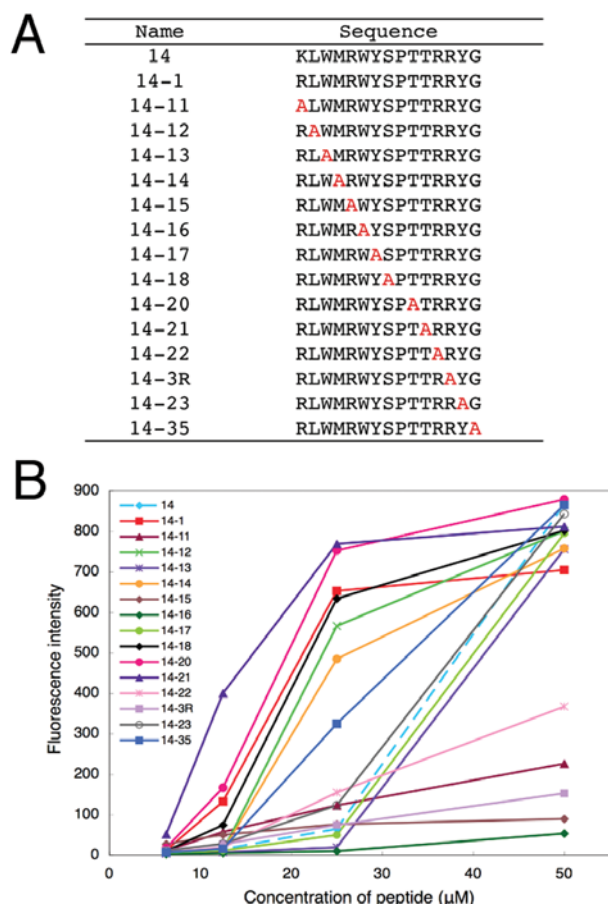 A
Name Sequence
14 KLWMRWYSPTTRRYG
14-1 RLWMRWYSPTTRRYG
14-11 ALWMRWYSPTTRRYG
14-12 RAWMRWYSPTTRRYG
14-13 RLAMRWYSPTTRRYG
14-14 RLWARWYSPTTRRYG
14-15 RLWMAWYSPTTRRYG
14-16 RLWMRAYSPTTRRYG
14-17 RLWMRWASPTTRRYG
14-18 RLWMRWYAPTTRRYG
14-20 RLWMRWYSPATRRYG
14-21 RLWMRWYSPTARRYG
14-22 RLWMRWYSPTTARYG
14-3R RLWMRWYSPTTRAYG
14-23 RLWMRWYSPTTRRAG
14-35 RLWMRWYSPTTRRYA
B
900
800
700
600
500
400
300
200
100
0
Fluorescence intensity
14
14-1
14-11
14-12
14-13
14-14
14-15
14-16
14-17
14-18
14-20
14-21
14-22
14-3R
14-23
14-35
0 10 20 30 40 50
Concentration of peptide (µM)